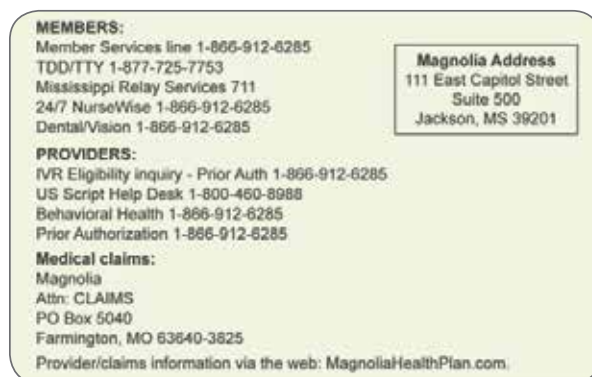 MEMBERS:
Member Services line 1-866-912-6285
TDD/TTY 1-877-725-7753
Mississippi Relay Services 711
24/7 NurseWise 1-866-912-6285
Dental/Vision 1-866-912-6285
Magnolia Address
111 East Capitol Street
Suite 500
Jackson, MS 39201
PROVIDERS:
IVR Eligibility inquiry - Prior Auth 1-866-912-6285
US Script Help Desk 1-800-460-8988
Behavioral Health 1-866-912-6285
Prior Authorization 1-866-912-6285
Medical claims:
Magnolia
Attn: CLAIMS
PO Box 5040
Farmington, MO 63640-3825
Provider/claims information via the web: MagnoliaHealthPlan.com.